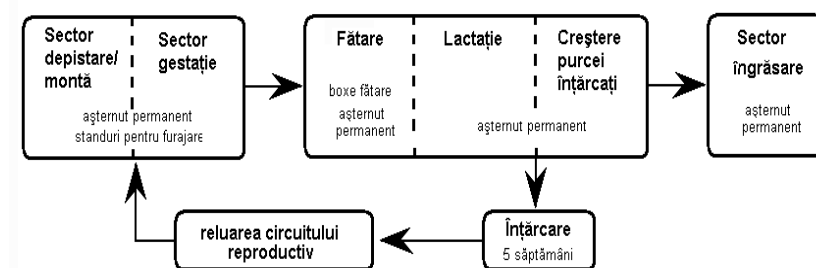 Sector
depistare/
montă
Sector
gestație
așternut permanent
standuri pentru furajare
Fătare
boxe fătare
așternut
permanent
Lactație
Creștere
purcei
înțărcați
așternut permanent
Sector
îngrăsare
așternut
permanent
reluarea circuitului
reproductiv
Înțărcare
5 săptămâni